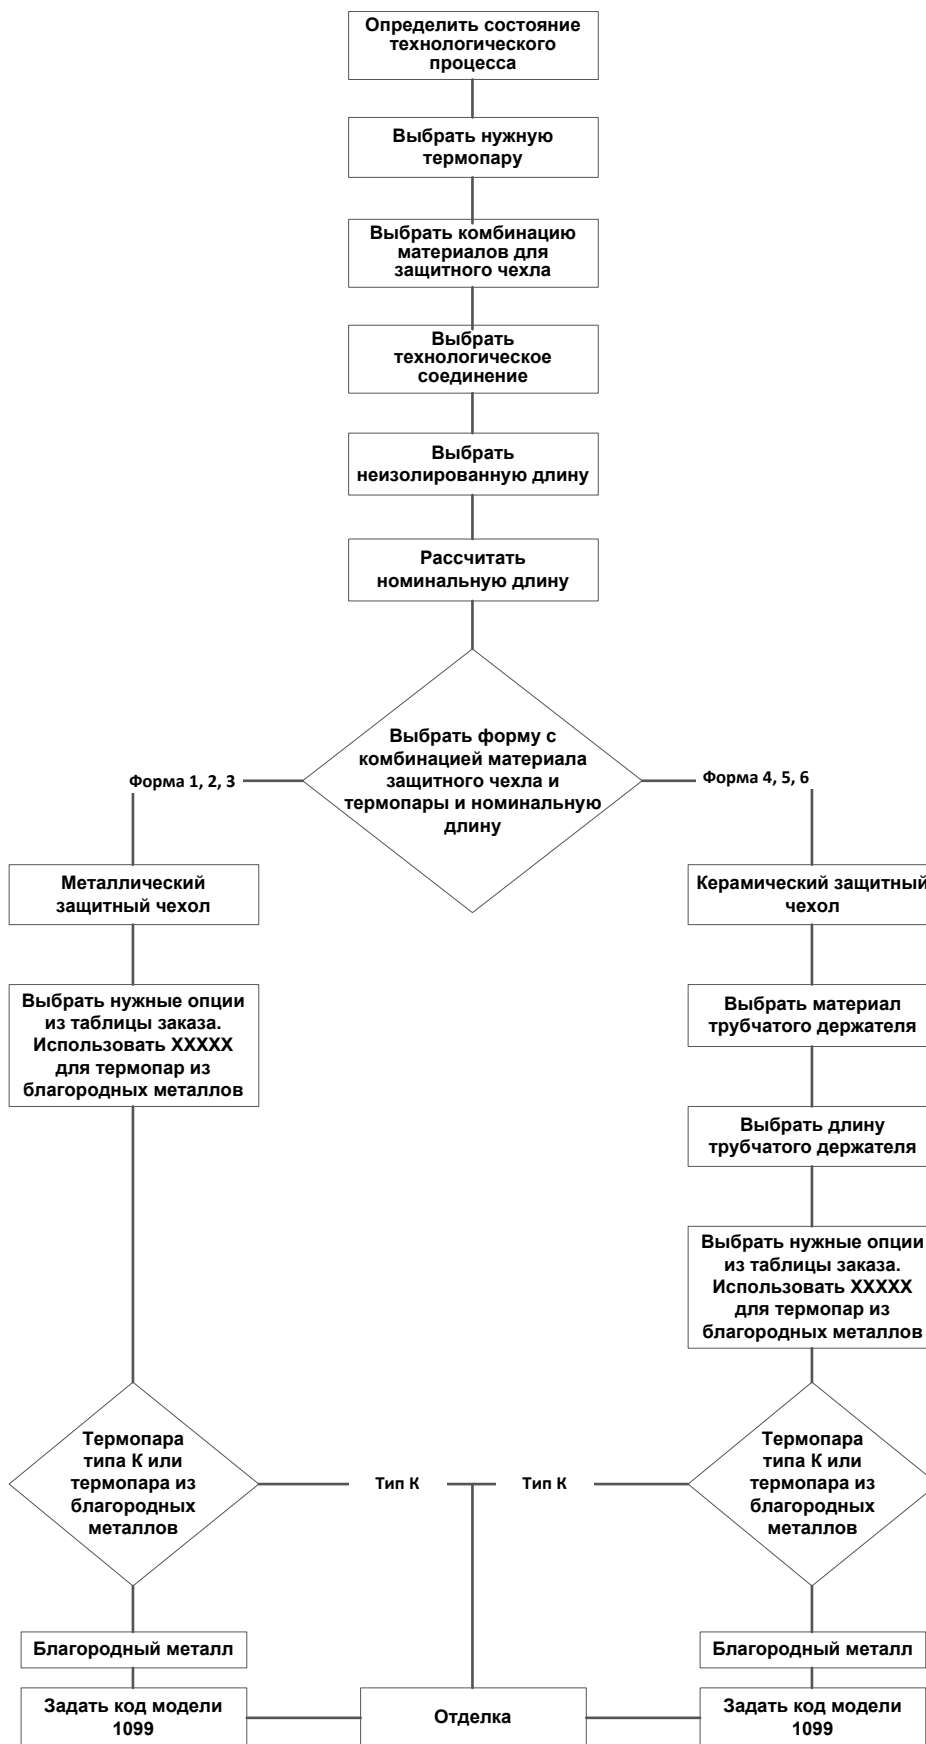 Определить состояние
технологического
процесса
Выбрать нужную
термопару
Выбрать комбинацию
материалов для
защитного чехла
Выбрать
технологическое
соединение
Выбрать
неизолированную длину
Рассчитать
номинальную длину
Выбрать форму с
комбинацией материала
защитного чехла и
термопары и номинальную
длину
Форма 1, 2, 3
Форма 4, 5, 6
Металлический
защитный чехол
Выбрать нужные опции
из таблицы заказа.
Использовать XXXXX
для термопар из
благородных металлов
Керамический защитный
чехол
Выбрать материал
трубчатого держателя
Выбрать длину
трубчатого держателя
Выбрать нужные опции
из таблицы заказа.
Использовать XXXXX
для термопар из
благородных металлов
Термопара
типа К или
термопара из
благородных
металлов
Тип К
Тип К
Термопара
типа К или
термопара из
благородных
металлов
Благородный металл
Благородный металл
Задать код модели
1099
Отделка
Задать код модели
1099